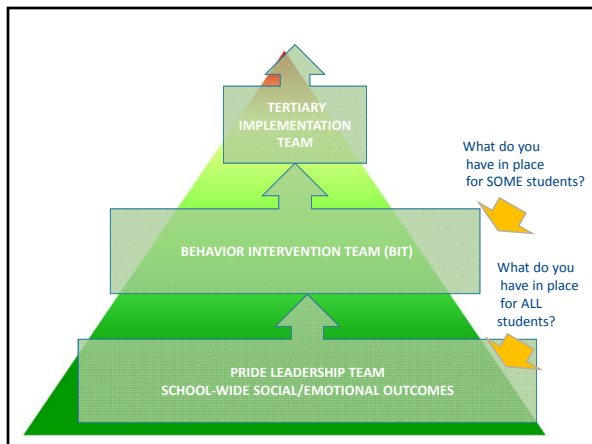 TERTIARY
IMPLEMENTATION
TEAM
What do you
have in place
for SOME students?
BEHAVIOR INTERVENTION TEAM (BIT)
What do you
have in place
for ALL
students?
PRIDE LEADERSHIP TEAM
SCHOOL-WIDE SOCIAL/EMOTIONAL OUTCOMES